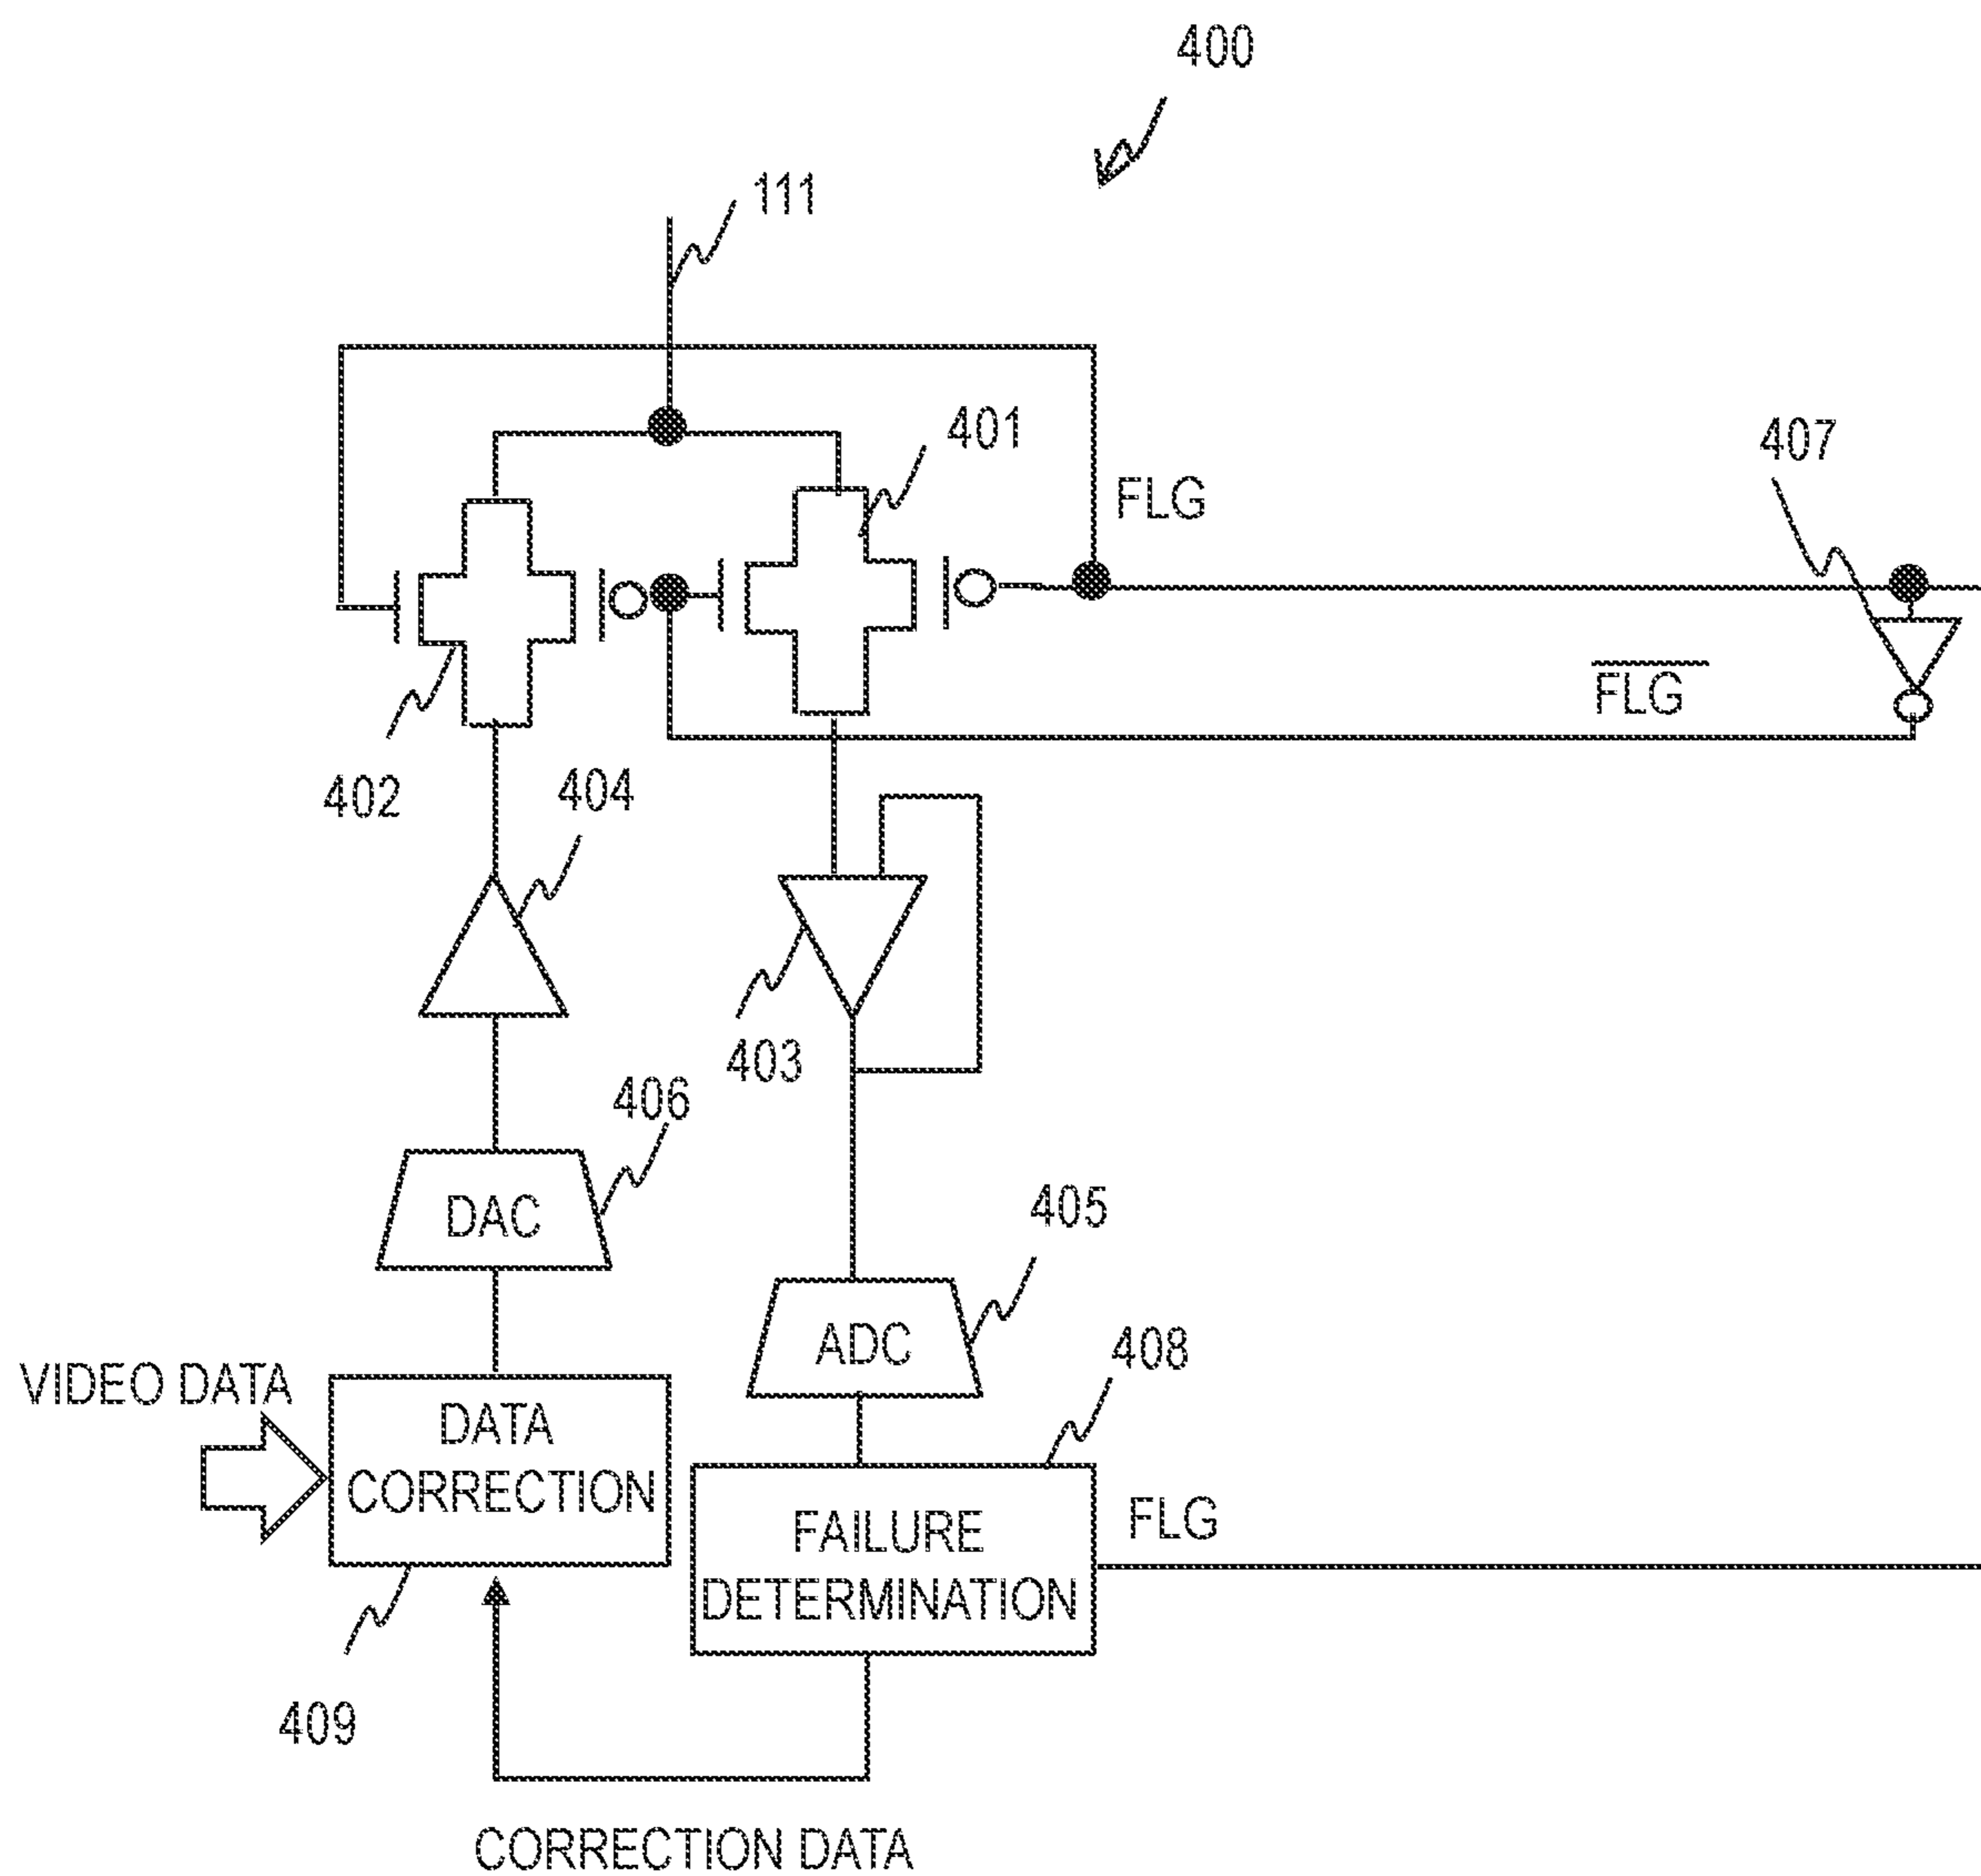 400
111
401
FLG
407
FLG
402
404
403
406
DAC
405
ADC
408
VIDEO DATA
DATA
CORRECTION
FAILURE
DETERMINATION
FLG
409
CORRECTION DATA